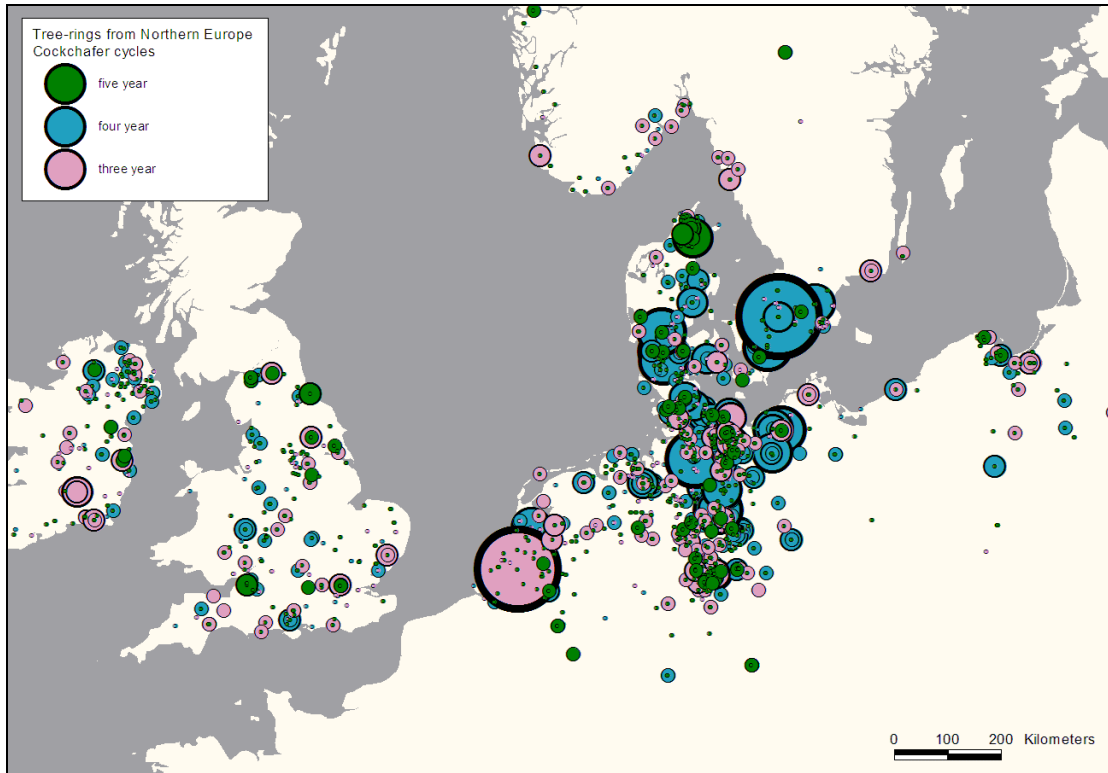 Tree-rings from Northern Europe
Cockchafer cycles
five year
four year
three year
0 100 200 Kilometers